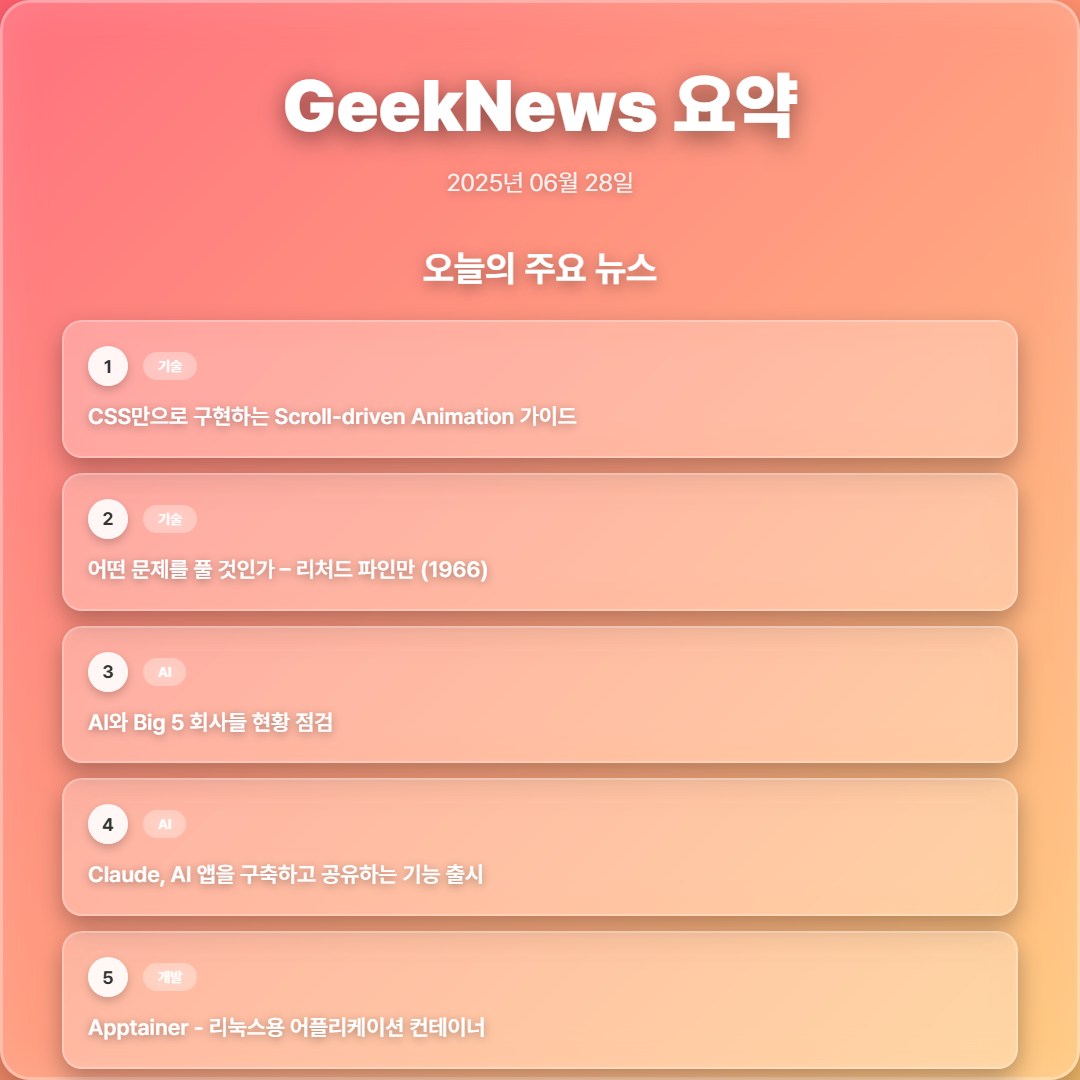 GeekNews 요약
2025년 06월 28일
오늘의 주요 뉴스
1
기술
CSS만으로 구현하는 Scroll-driven Animation 가이드
2
기술
어떤 문제를 풀 것인가 – 리처드 파인만 (1966)
3
AI
AI와 Big 5 회사들 현황 점검
4
AI
Claude, AI 앱을 구축하고 공유하는 기능 출시
5
개발
Apptainer - 리눅스용 어플리케이션 컨테이너